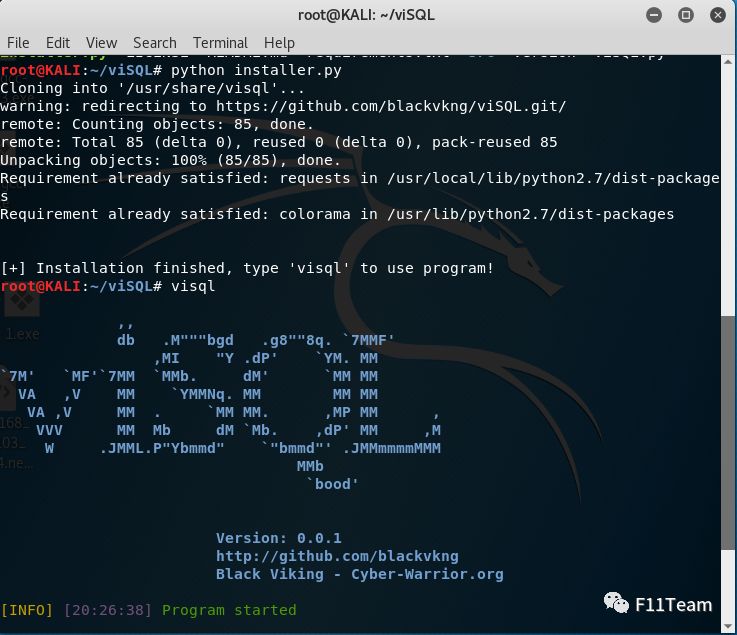 root@KALI: ~/viSQL
File Edit View Search Terminal Help
root@KALI:~/viSQL# python installer.py
Cloning into '/usr/share/visql'...
warning: redirecting to https://github.com/blackvkng/viSQL.git/
remote: Counting objects: 85, done.
remote: Total 85 (delta 0), reused 0 (delta 0), pack-reused 85
Unpacking objects: 100% (85/85), done.
Requirement already satisfied: requests in /usr/local/lib/python2.7/dist-package
s
Requirement already satisfied: colorama in /usr/lib/python2.7/dist-packages
[+] Installation finished, type 'visql' to use program!
root@KALI:~/viSQL# visql
             ,,
             db   .M"""bgd   .g8""8q. `7MMF'
                 ,MI    "Y .dP'    `YM. MM
`7M'   `MF'`7MM  `MMb.     dM'      `MM MM
  VA   ,V    MM    `YMMNq. MM        MM MM
   VA ,V     MM  .     `MM MM.      ,MP MM      ,
    VVV      MM  Mb     dM `Mb.    ,dP' MM     ,M
     W     .JMML.P"Ybmmd"    `"bmmd"' .JMMmmmmMMM
                                 MMb
                                  `bood'
Version: 0.0.1
http://github.com/blackvkng
Black Viking - Cyber-Warrior.org
[INFO] [20:26:38] Program started
1.exe
F11Team